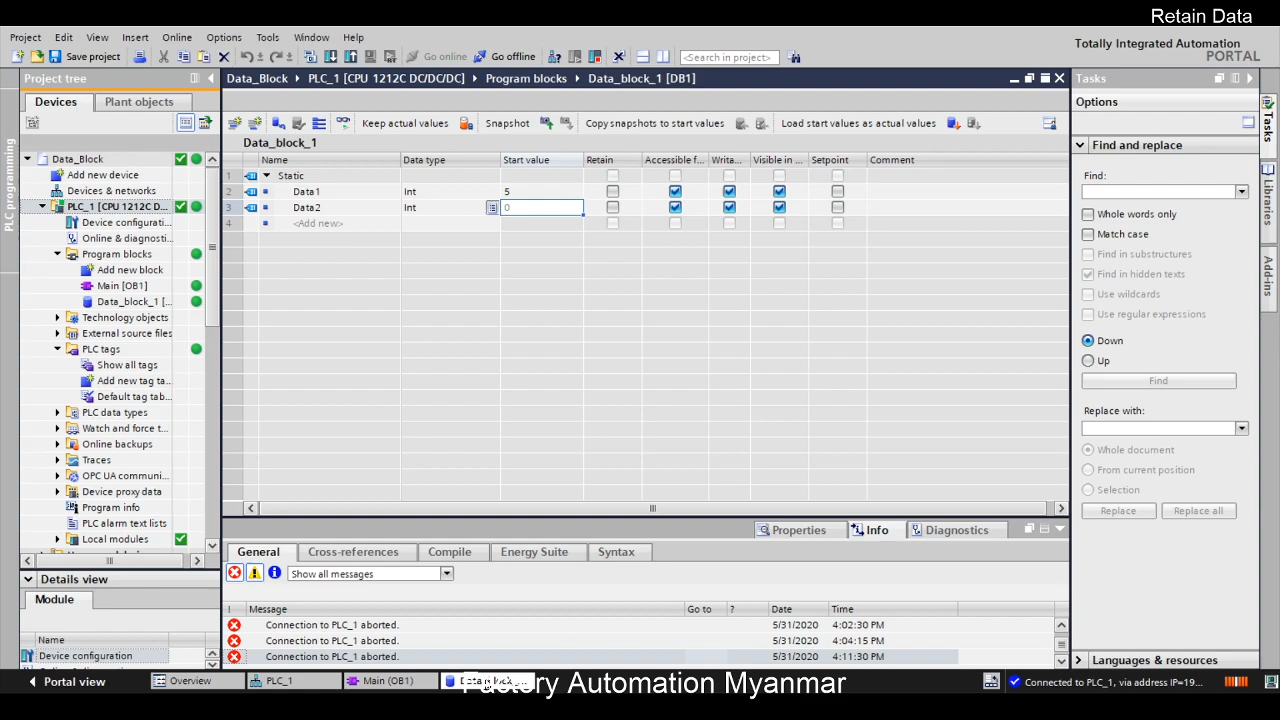 Retain Data
Project Edit View Insert Online Options Tools Window Help
Totally Integrated Automation
PORTAL
Save project
Go online
Go offline
<Search in project>
Project tree
Data_Block PLC_1 [CPU 1212C DC/DC/DC] Program blocks Data_block_1 [DB1]
Tasks
Devices
Plant objects
Options
Keep actual values Snapshot Copy snapshots to start values Load start values as actual values
Data_block_1
Name Data type Start value Retain Accessible f... Writa... Visible in ... Setpoint Comment
1 Static
2 Data1 Int 5
3 Data2 Int 0
4 <Add new>
PLC programming
Data_Block
Add new device
Devices & networks
PLC_1 [CPU 1212C D...
Device configurati...
Online & diagnosti...
Program blocks
Add new block
Main [OB1]
Data_block_1 [...
Technology objects
External source files
PLC tags
Show all tags
Add new tag ta...
Default tag tab...
PLC data types
Watch and force t...
Online backups
Traces
OPC UA communi...
Device proxy data
Program info
PLC alarm text lists
Local modules
Details view
Module
Name
Device configuration
Find and replace
Find:
Whole words only
Match case
Find in substructures
Find in hidden texts
Use wildcards
Use regular expressions
Down
Up
Find
Replace with:
Whole document
From current position
Selection
Replace
Replace all
Languages & resources
Tasks
Libraries
Add-ins
Properties
Info
Diagnostics
General Cross-references Compile Energy Suite Syntax
Show all messages
! Message Go to ? Date Time
Connection to PLC_1 aborted. 5/31/2020 4:02:30 PM
Connection to PLC_1 aborted. 5/31/2020 4:04:15 PM
Connection to PLC_1 aborted. 5/31/2020 4:11:30 PM
Portal view
Overview
PLC_1
Main (OB1)
Connected to PLC_1, via address IP=19...
Factory Automation Myanmar